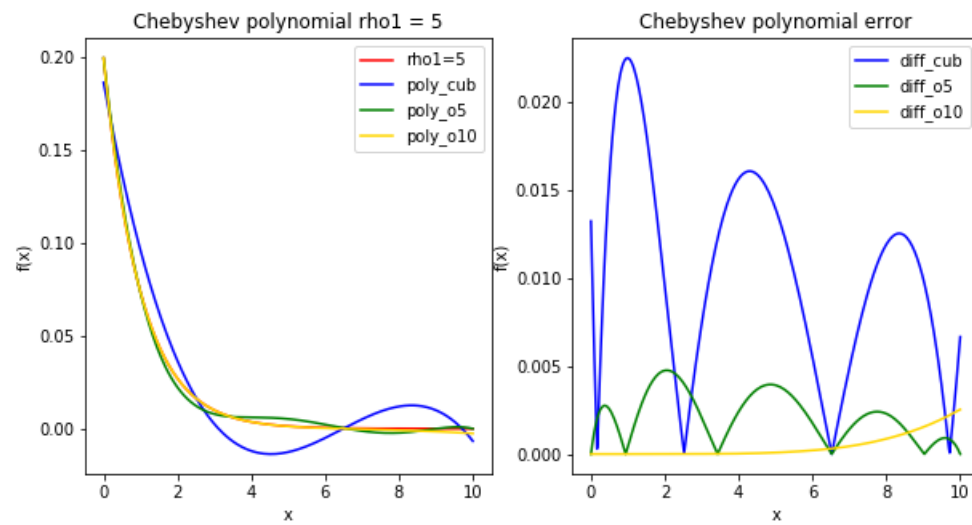 Chebyshev polynomial rho1 = 5
0.20
0.15
0.10
0.05
0.00
f(x)
0
2
4
6
8
10
x
rho1=5
poly_cub
poly_o5
poly_o10
Chebyshev polynomial error
0.020
0.015
0.010
0.005
0.000
f(x)
0
2
4
6
8
10
x
diff_cub
diff_o5
diff_o10